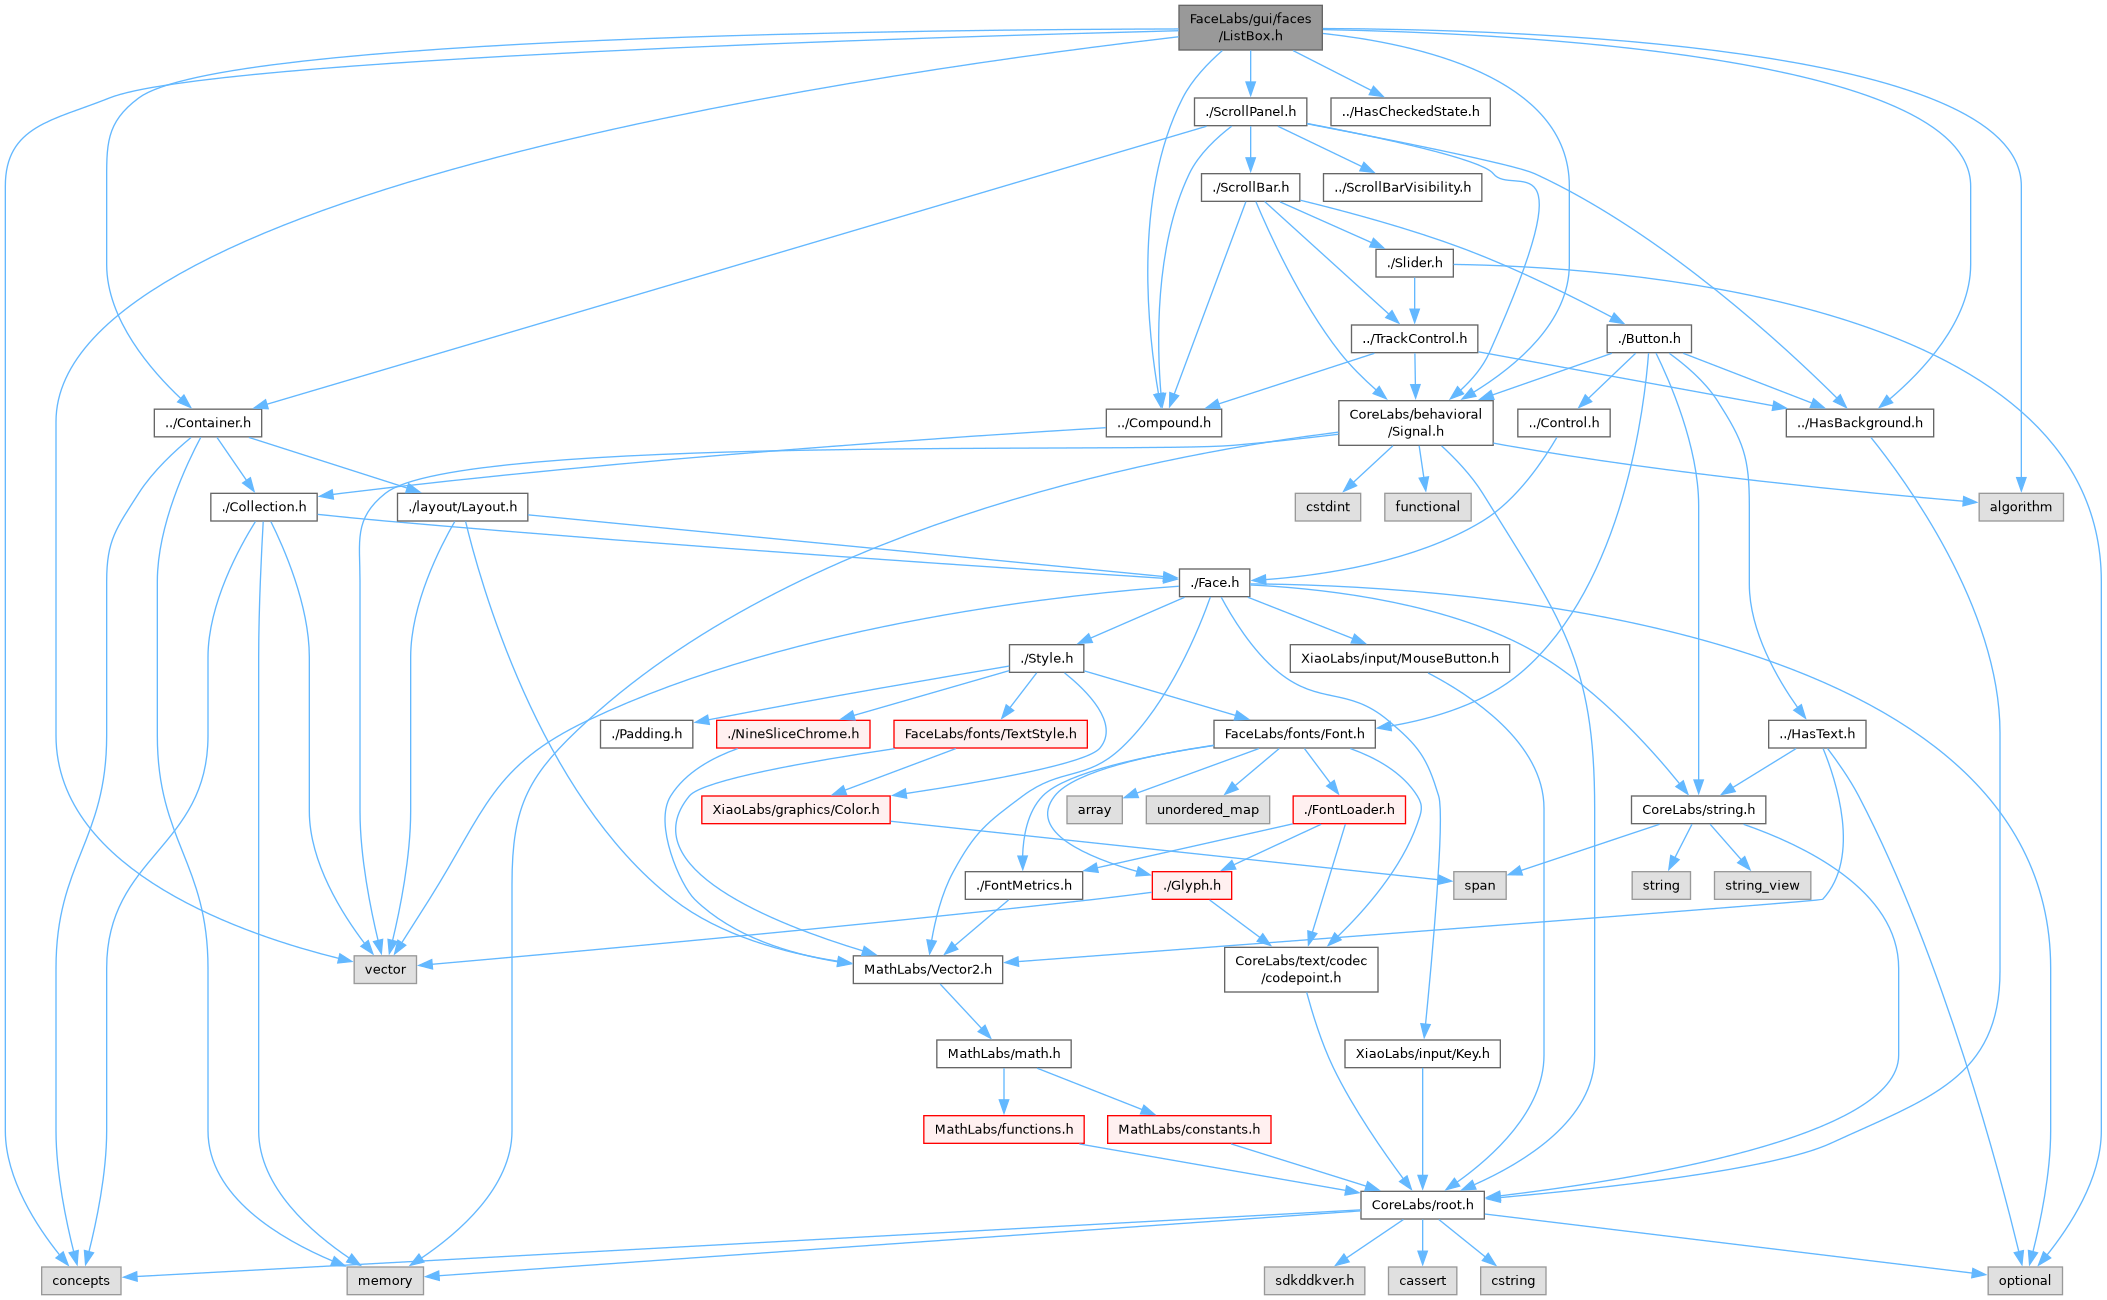 FaceLabs/gui/faces
/ListBox.h
./ScrollPanel.h
../HasCheckedState.h
./ScrollBar.h
../ScrollBarVisibility.h
./Slider.h
../TrackControl.h
./Button.h
../Container.h
../Compound.h
CoreLabs/behavioral
/Signal.h
../Control.h
../HasBackground.h
./Collection.h
./layout/Layout.h
cstdint
functional
algorithm
./Face.h
./Style.h
XiaoLabs/input/MouseButton.h
./Padding.h
./NineSliceChrome.h
FaceLabs/fonts/TextStyle.h
FaceLabs/fonts/Font.h
../HasText.h
XiaoLabs/graphics/Color.h
array
unordered_map
./FontLoader.h
CoreLabs/string.h
./FontMetrics.h
./Glyph.h
span
string
string_view
vector
MathLabs/Vector2.h
CoreLabs/text/codec
/codepoint.h
MathLabs/math.h
XiaoLabs/input/Key.h
MathLabs/functions.h
MathLabs/constants.h
CoreLabs/root.h
concepts
memory
sdkddkver.h
cassert
cstring
optional